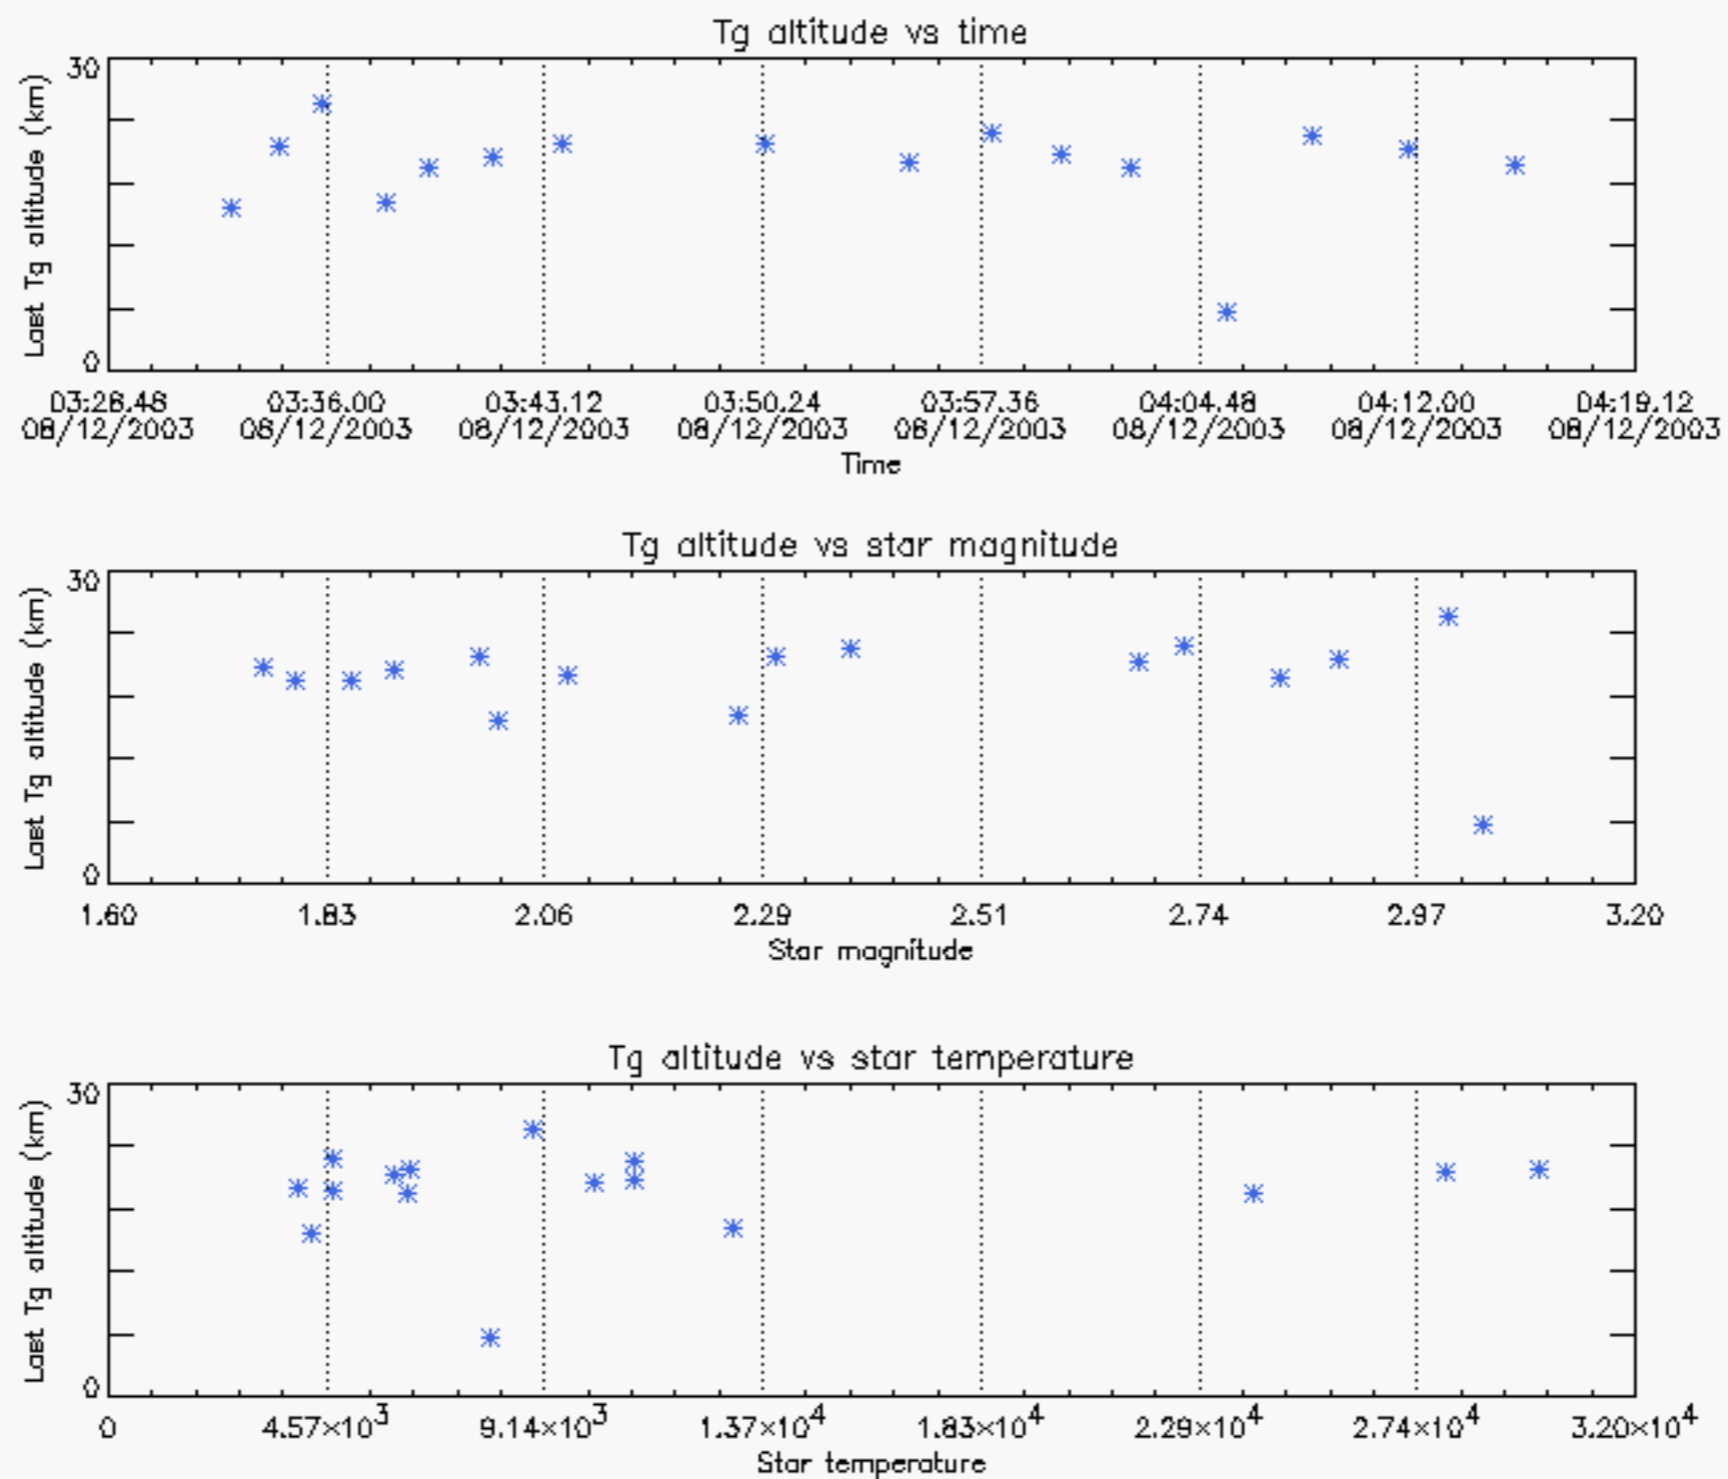 Tg altitude vs time
30
Last Tg altitude (km)
0
03:28.48 03:36.00 03:43.12 03:50.24 03:57.36 04:04.48 04:12.00 04:19.12
08/12/2003 08/12/2003 08/12/2003 08/12/2003 08/12/2003 08/12/2003 08/12/2003 08/12/2003
Time
Tg altitude vs star magnitude
30
Last Tg altitude (km)
0
1.60 1.83 2.06 2.29 2.51 2.74 2.97 3.20
Star magnitude
Tg altitude vs star temperature
30
Last Tg altitude (km)
0
0 4.57×10³ 9.14×10³ 1.37×10⁴ 1.83×10⁴ 2.29×10⁴ 2.74×10⁴ 3.20×10⁴
Star temperature